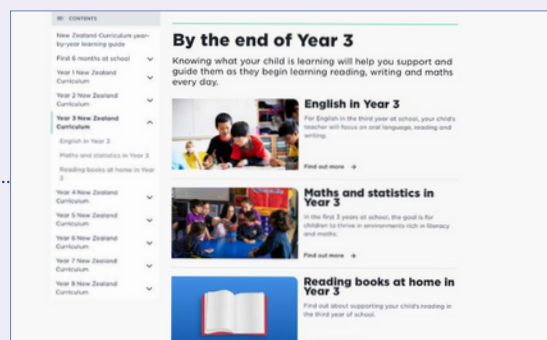 CONTENTS
New Zealand Curriculum year-
by-year learning guide
First 6 months at school
Year 1 New Zealand
Curriculum
Year 2 New Zealand
Curriculum
Year 3 New Zealand
Curriculum
English in Year 3
Maths and statistics in Year 3
Reading books at home in Year
3
Year 4 New Zealand
Curriculum
Year 5 New Zealand
Curriculum
Year 6 New Zealand
Curriculum
Year 7 New Zealand
Curriculum
Year 8 New Zealand
Curriculum
By the end of Year 3
Knowing what your child is learning will help you support and
guide them as they begin learning reading, writing and maths
every day.
English in Year 3
For English in the third year at school, your child's
teacher will focus on oral language, reading and
writing.
Find out more →
Maths and statistics in
Year 3
In the first 3 years at school, the goal is for
children to thrive in environments rich in literacy
and maths.
Find out more →
Reading books at home in
Year 3
Find out about supporting your child's reading in
the third year of school.